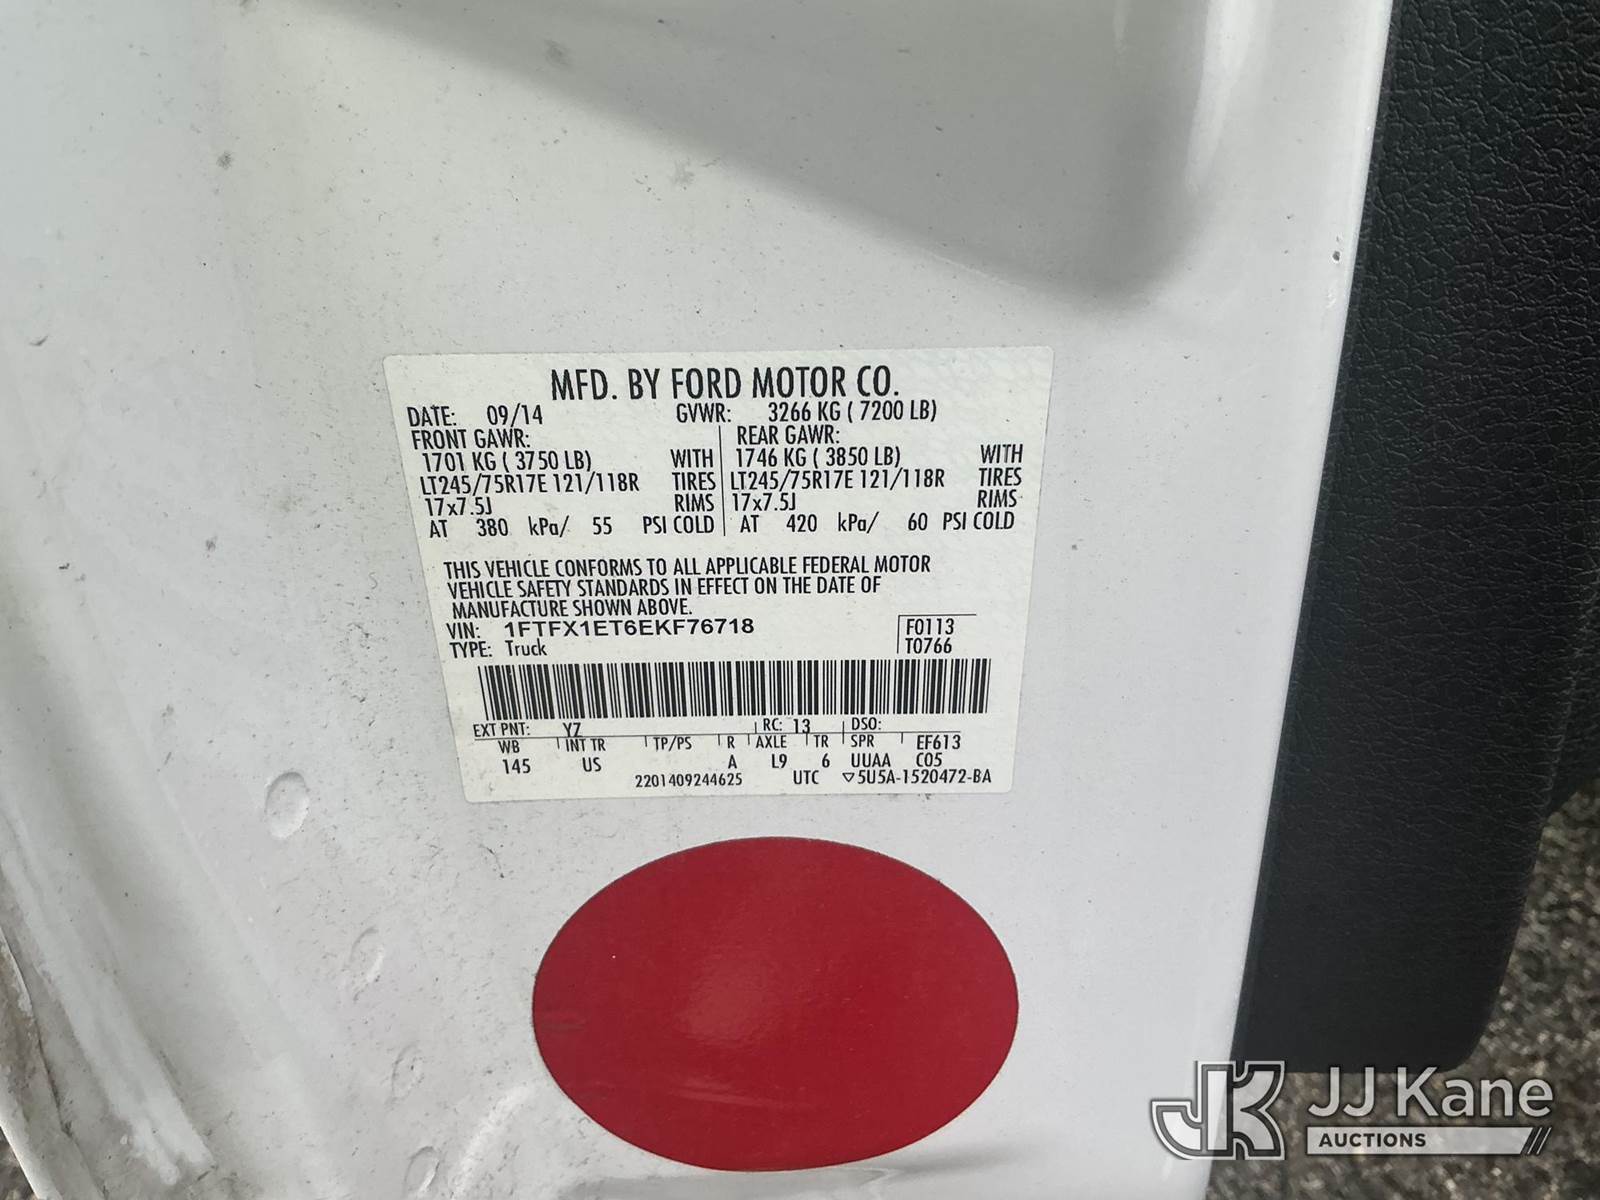 MFD. BY FORD MOTOR CO.
DATE: 09/14 GVWR: 3266 KG ( 7200 LB)
FRONT GAWR: REAR GAWR:
1701 KG ( 3750 LB) WITH 1746 KG ( 3850 LB) WITH
LT245/75R17E 121/118R TIRES LT245/75R17E 121/118R TIRES
17x7.5J RIMS 17x7.5J RIMS
AT 380 kPa/ 55 PSI COLD AT 420 kPa/ 60 PSI COLD
THIS VEHICLE CONFORMS TO ALL APPLICABLE FEDERAL MOTOR
VEHICLE SAFETY STANDARDS IN EFFECT ON THE DATE OF
MANUFACTURE SHOWN ABOVE.
VIN: 1FTFX1ET6EKF76718 F0113
TYPE: Truck T0766
EXT PNT: YZ RC: 13 DSO:
WB INT TR TP/PS R AXLE TR SPR EF613
145 US A L9 6 UUAA C05
2201409244625 UTC ▽5U5A-1520472-BA
JK JJ Kane
AUCTIONS